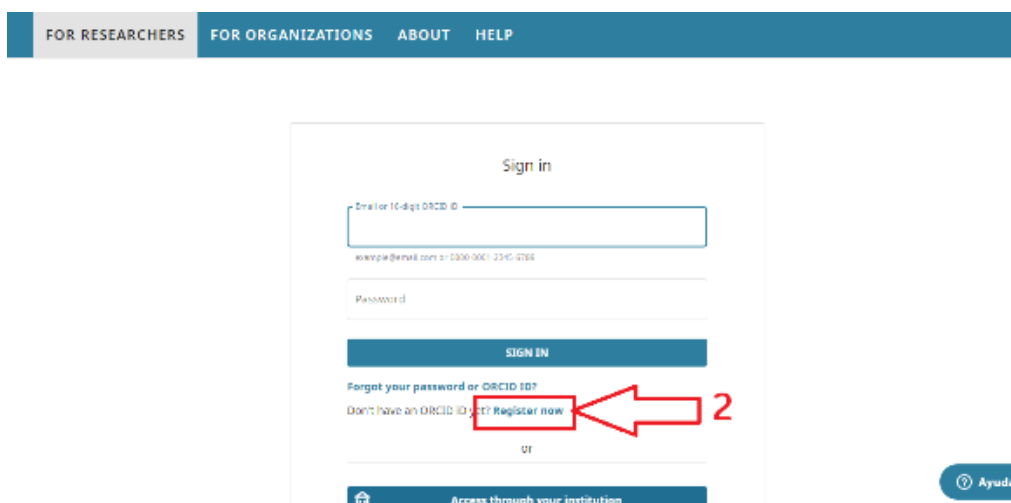 FOR RESEARCHERS FOR ORGANIZATIONS ABOUT HELP
Sign in
Email or 16-digit ORCID iD
example@email.com or 0000-0001-2345-6789
Password
SIGN IN
Forgot your password or ORCID ID?
Don't have an ORCID iD yet? Register now
2
or
Access through your institution
Ayuda